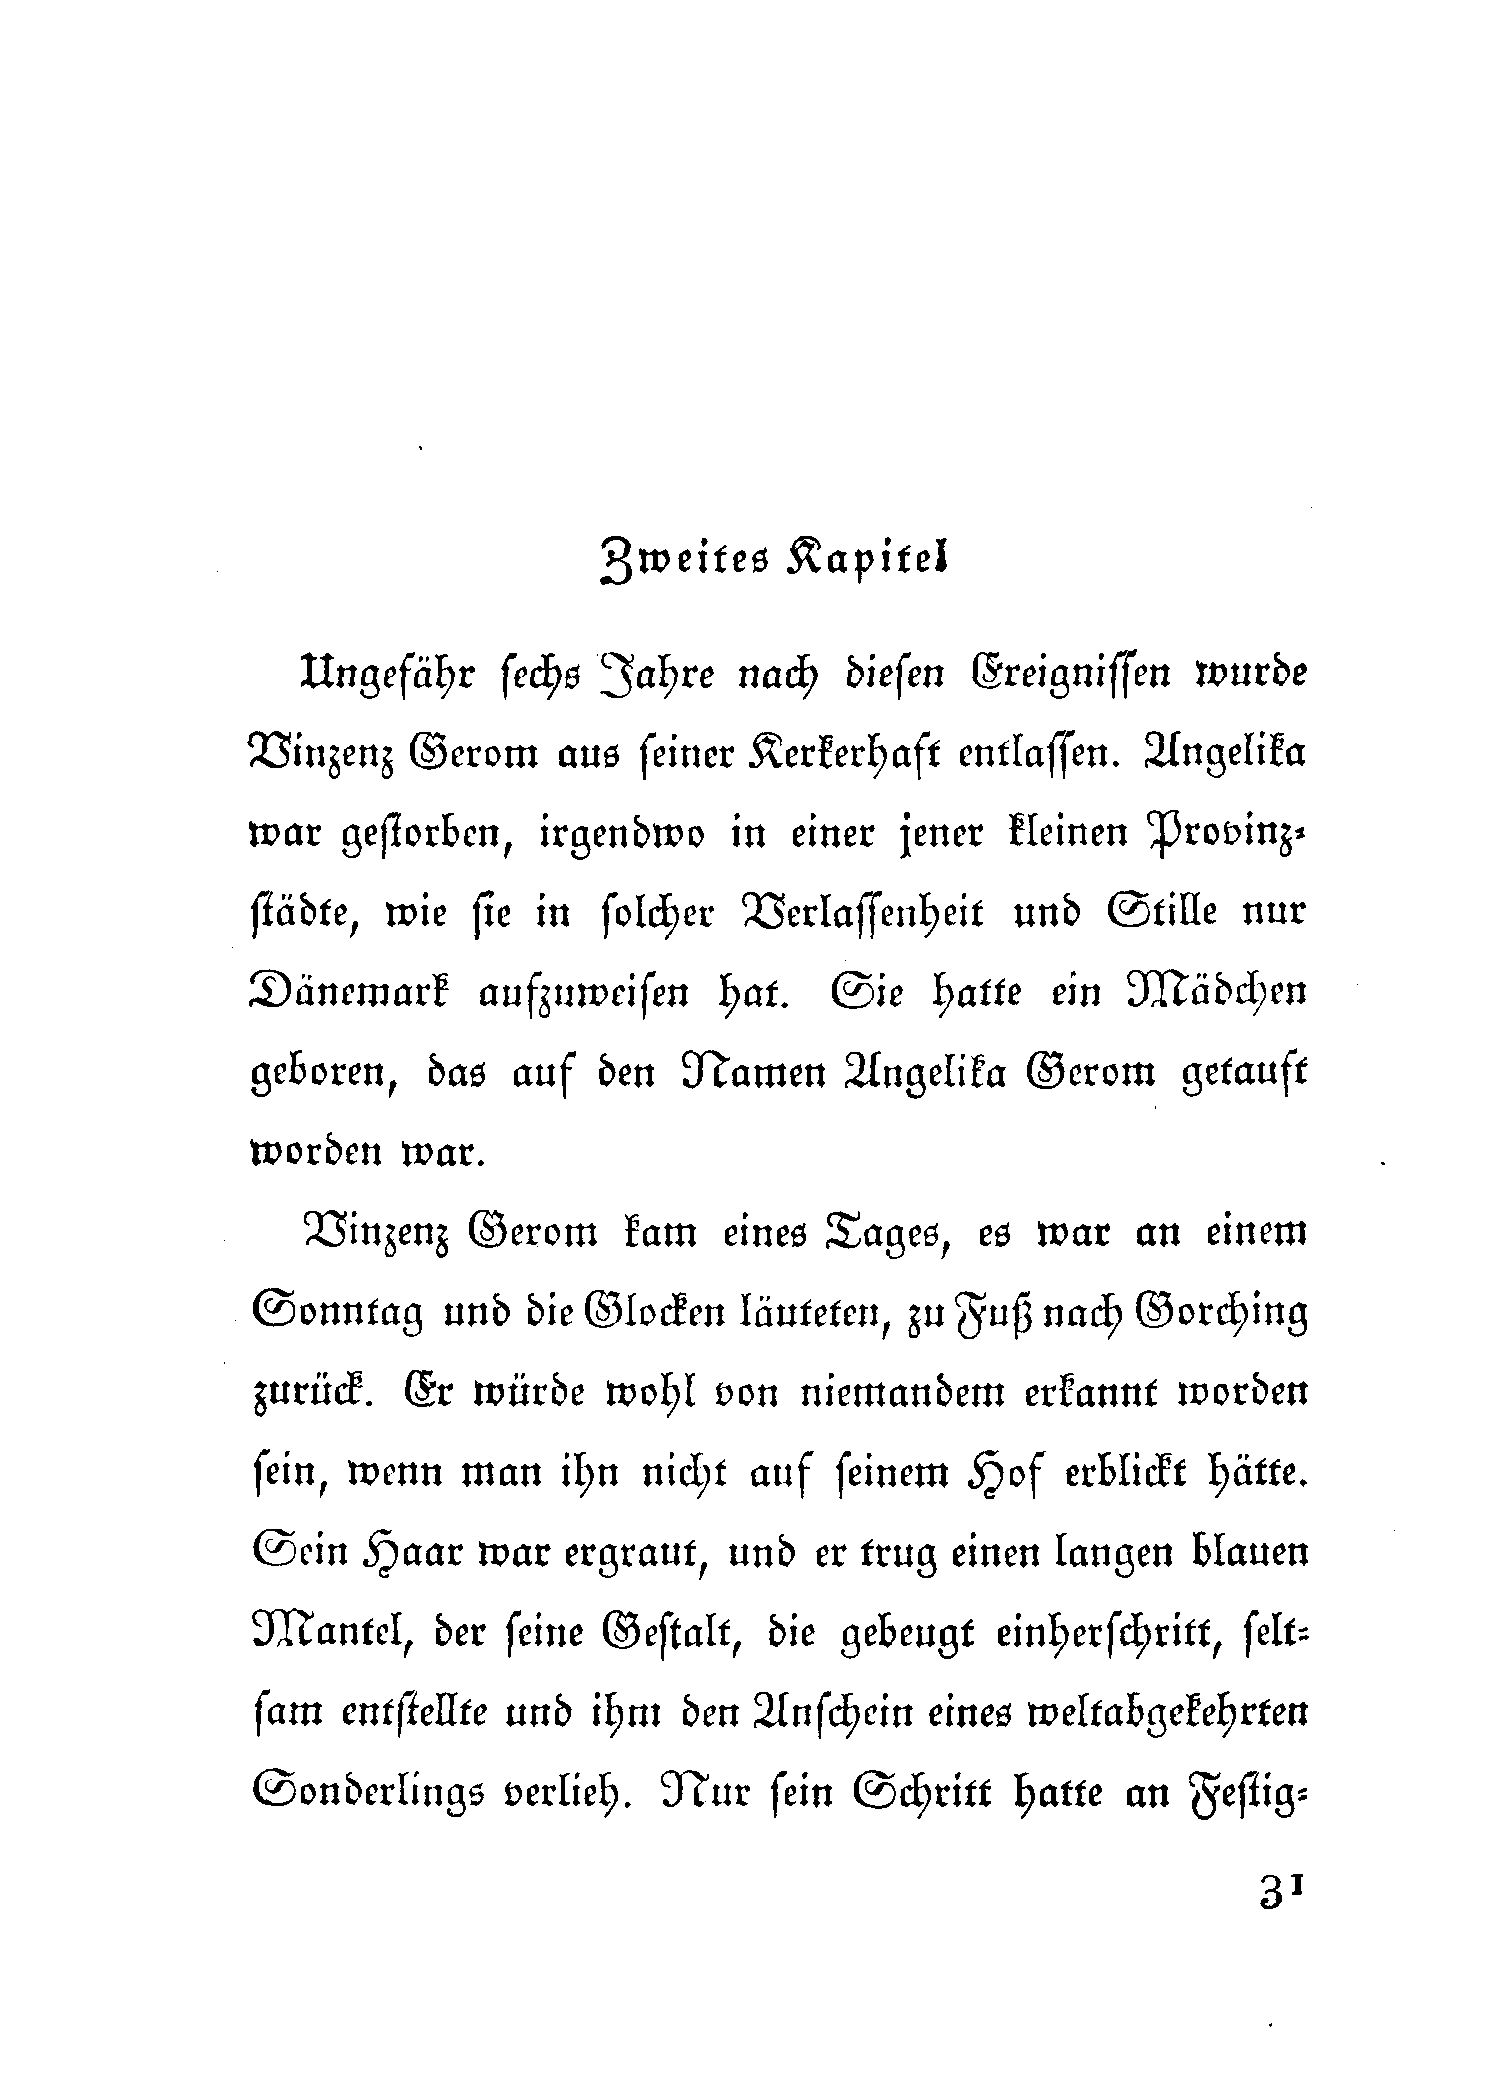 Zweites Kapitel
Ungefähr ſechs Jahre nach dieſen Ereigniſſen wurde
Vinzenz Gerom aus ſeiner Kerkerhaft entlaſſen. Angelika
war geſtorben, irgendwo in einer jener kleinen Provinz-
ſtädte, wie ſie in ſolcher Verlaſſenheit und Stille nur
Dänemark aufzuweiſen hat. Sie hatte ein Mädchen
geboren, das auf den Namen Angelika Gerom getauft
worden war.
Vinzenz Gerom kam eines Tages, es war an einem
Sonntag und die Glocken läuteten, zu Fuß nach Gorching
zurück. Er würde wohl von niemandem erkannt worden
ſein, wenn man ihn nicht auf ſeinem Hof erblickt hätte.
Sein Haar war ergraut, und er trug einen langen blauen
Mantel, der ſeine Geſtalt, die gebeugt einherſchritt, ſelt-
ſam entſtellte und ihm den Anſchein eines weltabgekehrten
Sonderlings verlieh. Nur ſein Schritt hatte an Feſtig-
31